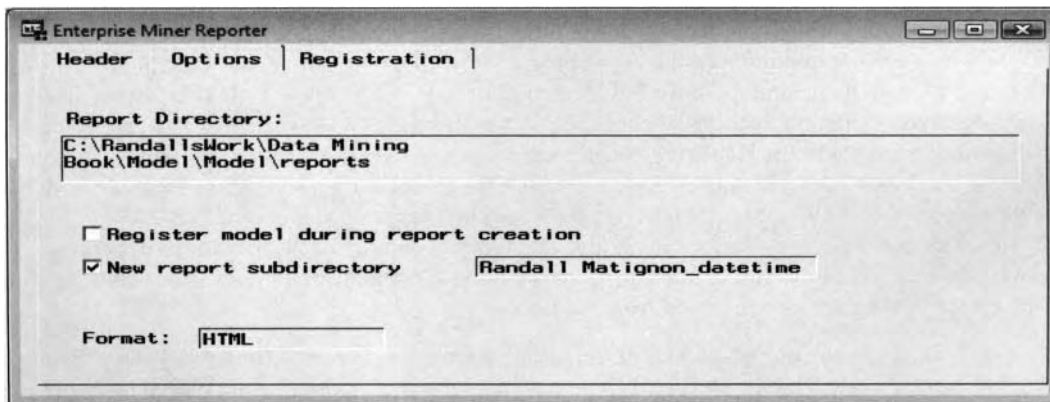 Enterprise Miner Reporter
Header Options Registration
Report Directory:
C:\RandallsWork\Data Mining
Book\Model\Model\reports
Register model during report creation
New report subdirectory Randall Matignon_datetime
Format: HTML